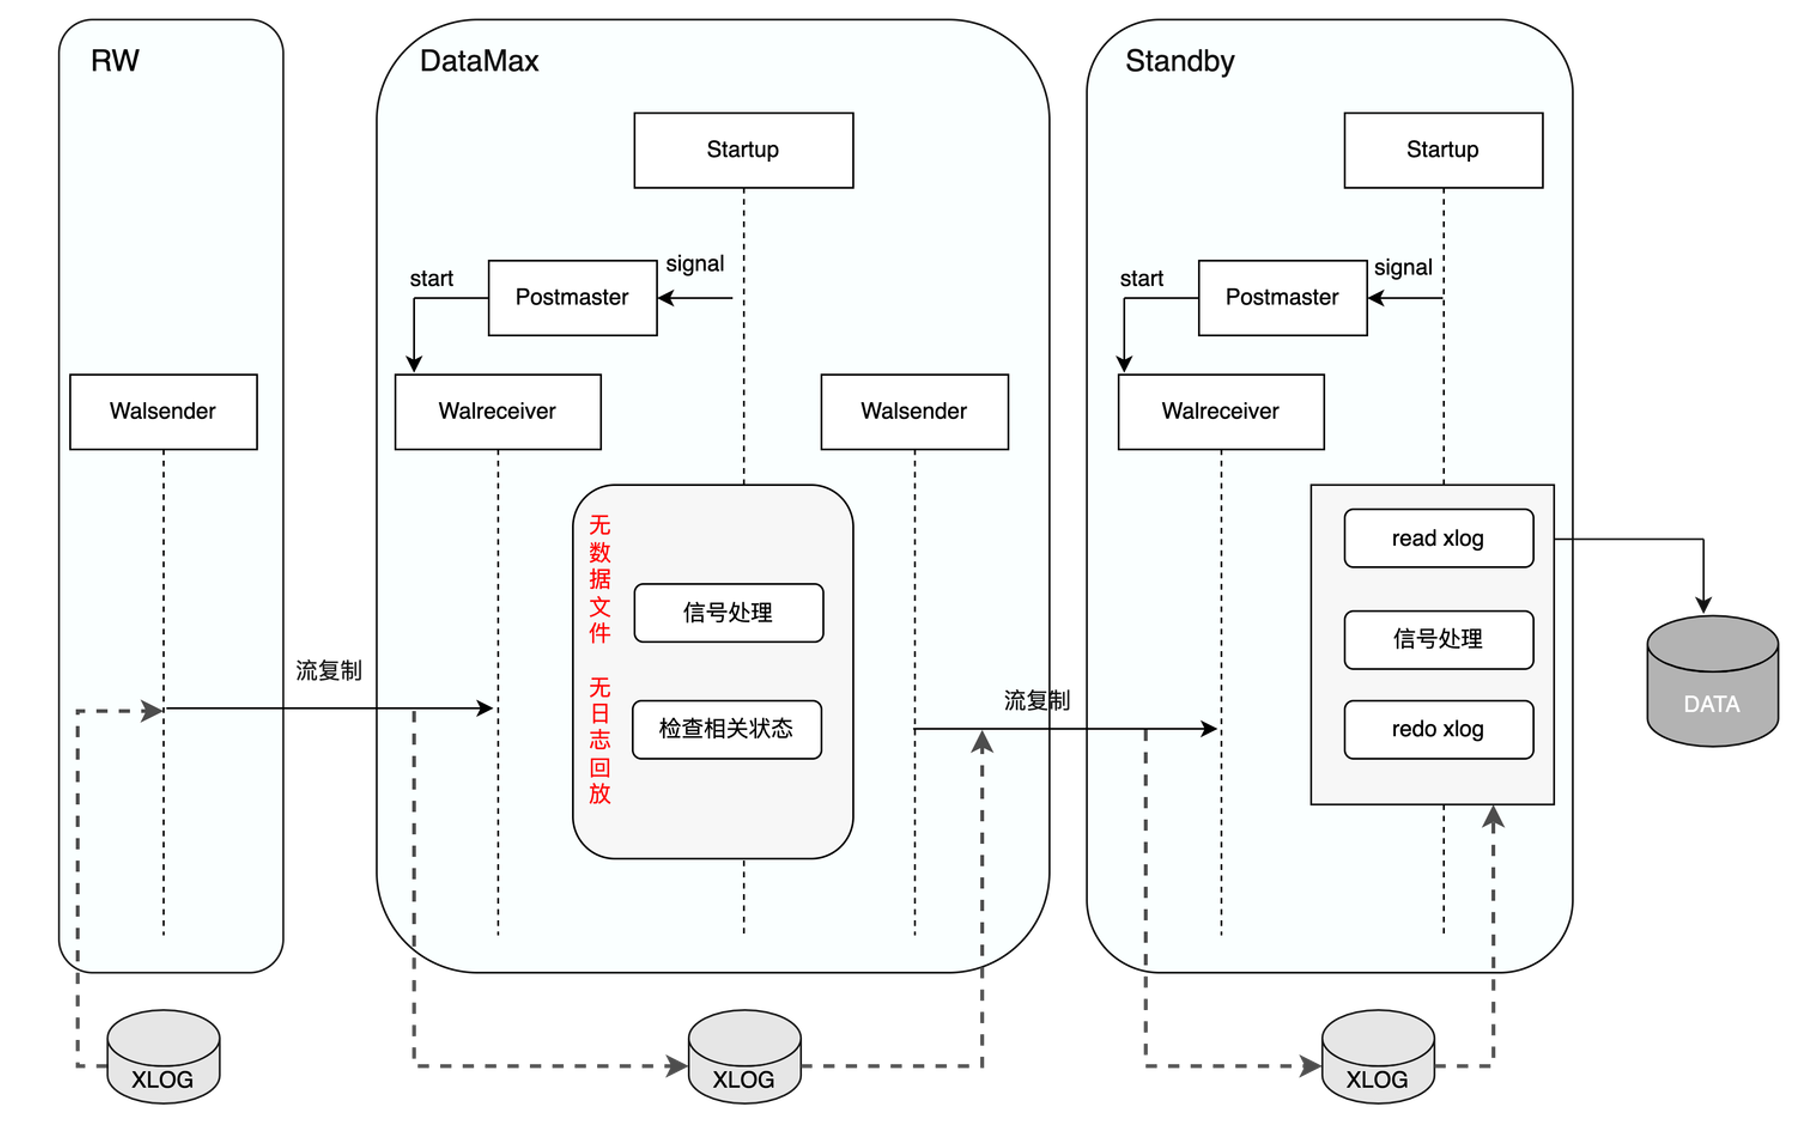 RW
Walsender
XLOG
流复制
DataMax
Startup
signal
Postmaster
start
Walreceiver
Walsender
无数据文件
无日志回放
信号处理
检查相关状态
XLOG
流复制
Standby
Startup
signal
Postmaster
start
Walreceiver
read xlog
信号处理
redo xlog
XLOG
DATA